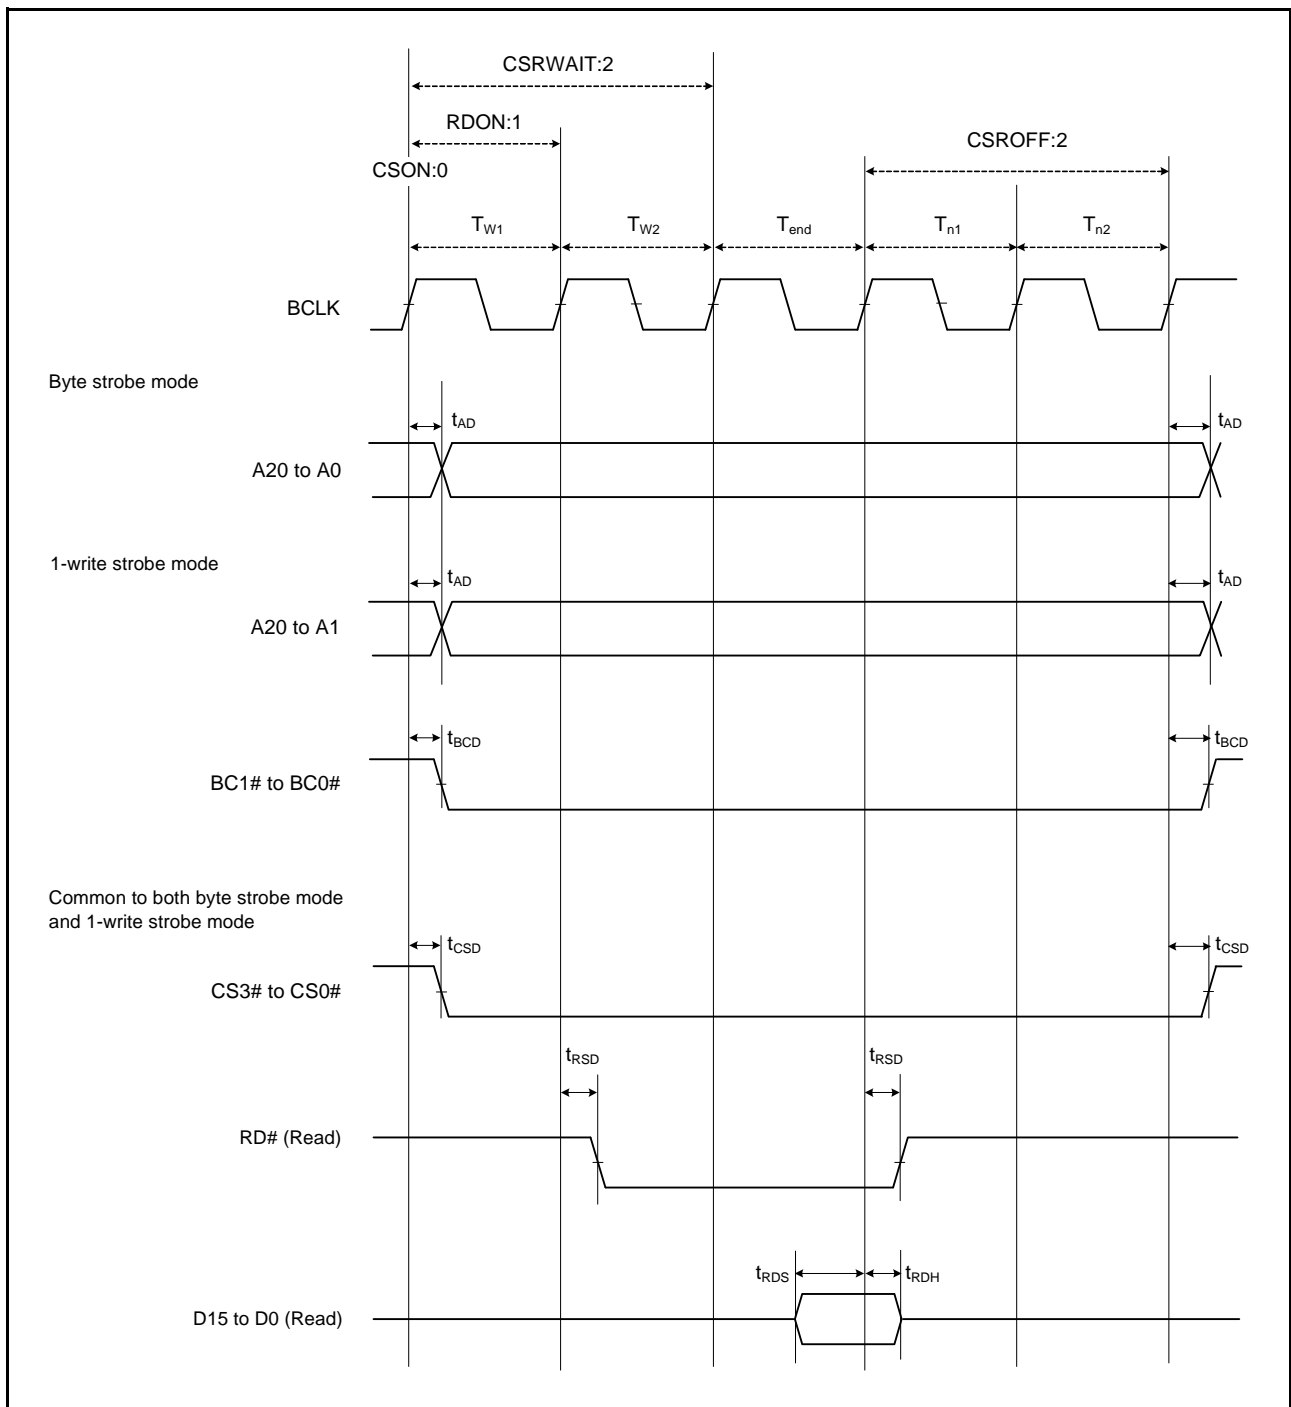 CSRWAIT:2
RDON:1
CSROFF:2
CSON:0
TW1 TW2 Tend Tn1 Tn2
BCLK
Byte strobe mode
tAD tAD
A20 to A0
1-write strobe mode
tAD tAD
A20 to A1
tBCD tBCD
BC1# to BC0#
Common to both byte strobe mode
and 1-write strobe mode
tCSD tCSD
CS3# to CS0#
tRSD tRSD
RD# (Read)
tRDS tRDH
D15 to D0 (Read)